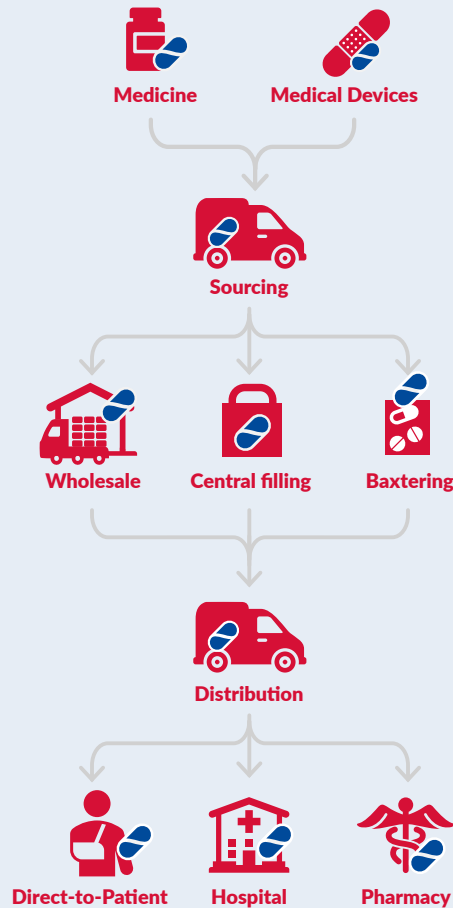 Medicine
Medical Devices
Sourcing
Wholesale
Central filling
Baxtering
Distribution
Direct-to-Patient
Hospital
Pharmacy